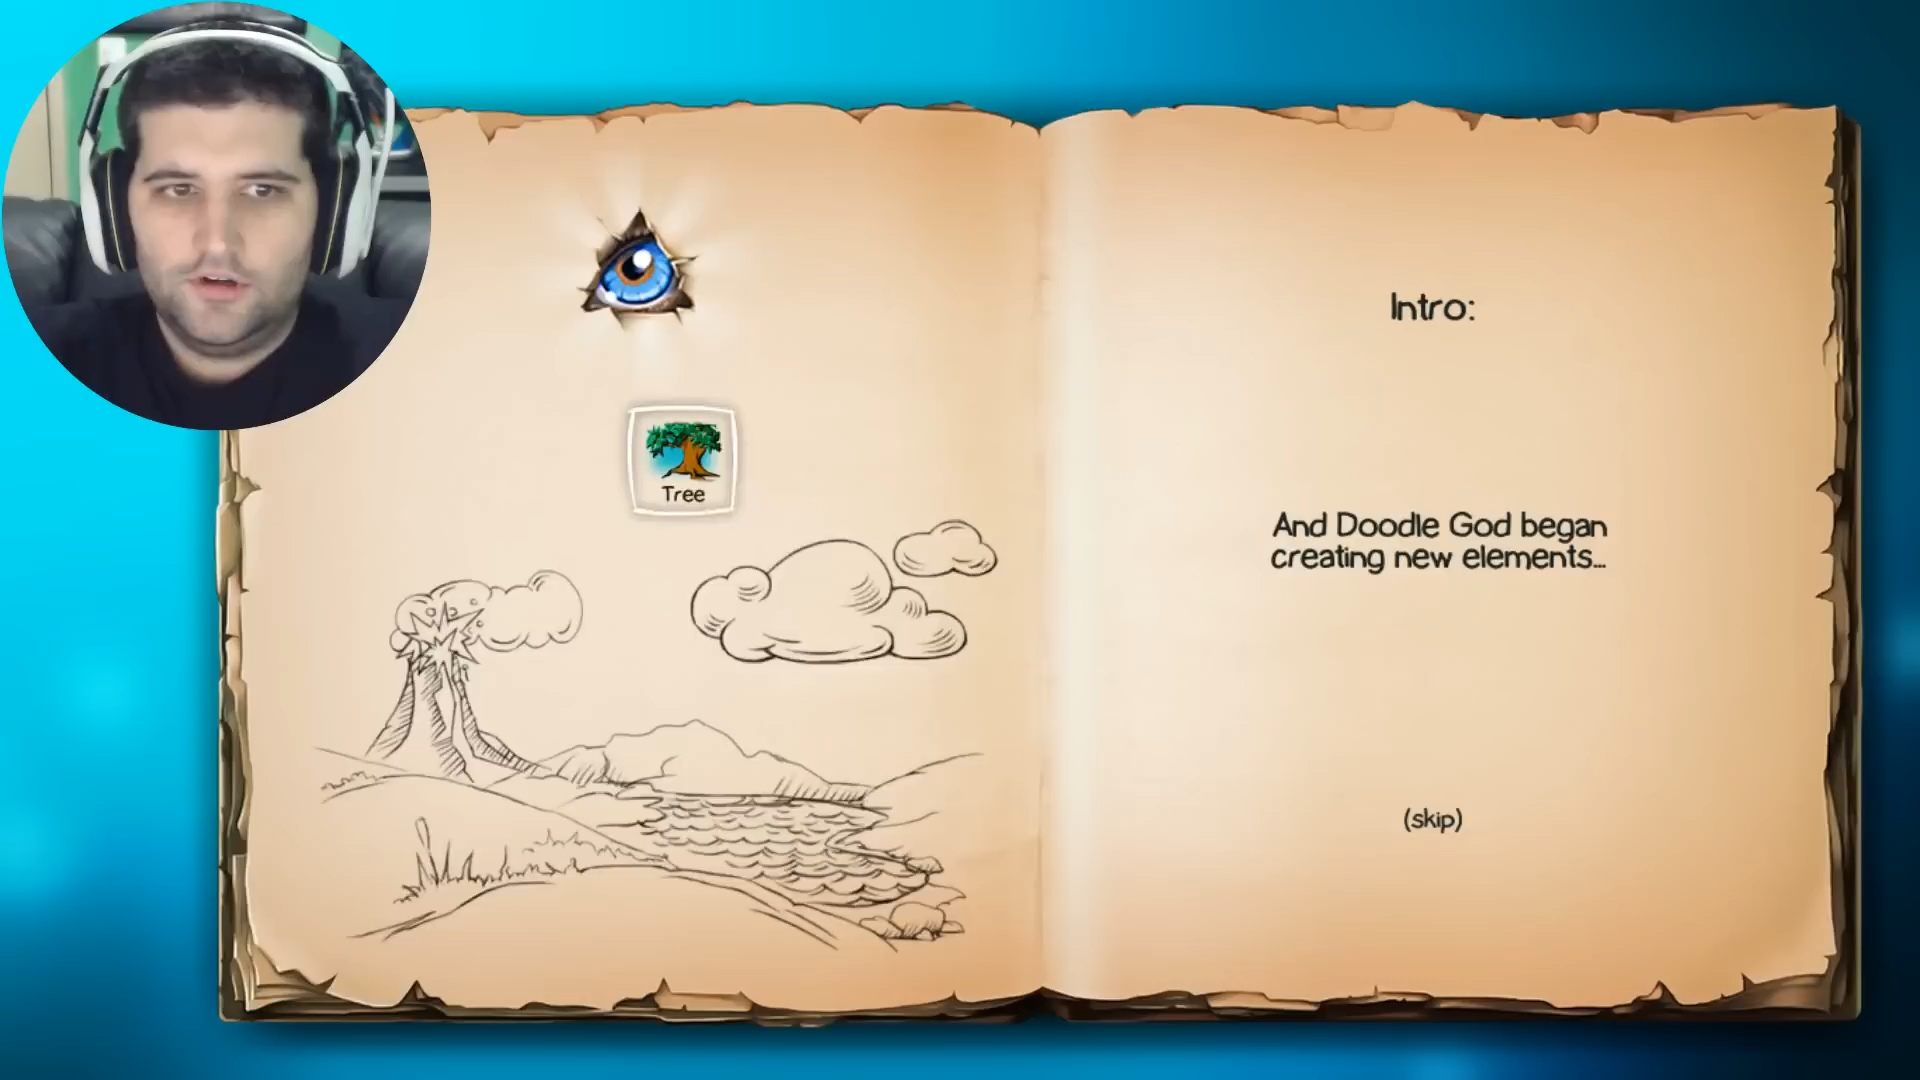 Tree
Intro:
And Doodle God began
creating new elements...
(skip)